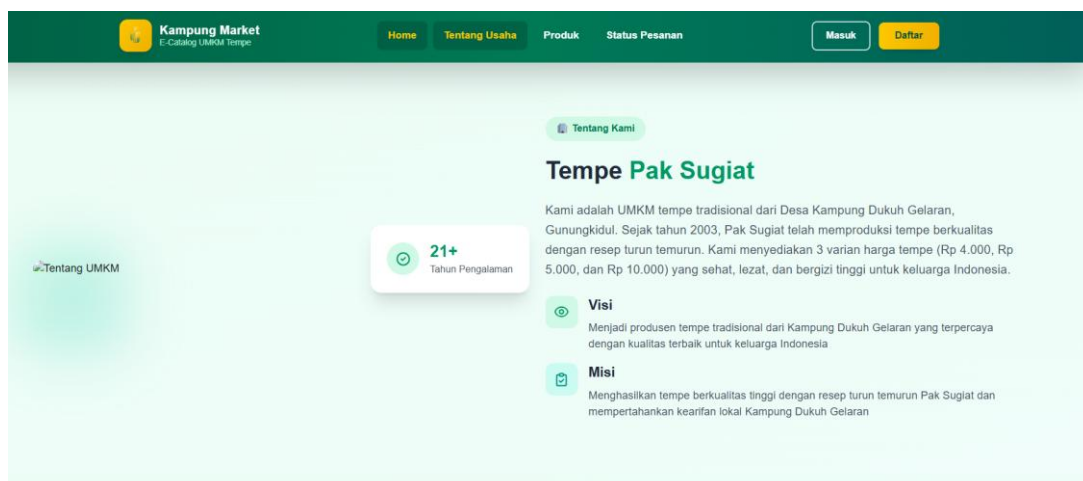 Kampung Market
E-Catalog UMKM Tempe
Home
Tentang Usaha
Produk
Status Pesanan
Masuk
Daftar
Tentang UMKM
21+
Tahun Pengalaman
Tentang Kami
Tempe Pak Sugiat
Kami adalah UMKM tempe tradisional dari Desa Kampung Dukuh Gelaran,
Gunungkidul. Sejak tahun 2003, Pak Sugiat telah memproduksi tempe berkualitas
dengan resep turun temurun. Kami menyediakan 3 varian harga tempe (Rp 4.000, Rp
5.000, dan Rp 10.000) yang sehat, lezat, dan bergizi tinggi untuk keluarga Indonesia.
Visi
Menjadi produsen tempe tradisional dari Kampung Dukuh Gelaran yang terpercaya
dengan kualitas terbaik untuk keluarga Indonesia
Misi
Menghasilkan tempe berkualitas tinggi dengan resep turun temurun Pak Sugiat dan
mempertahankan kearifan lokal Kampung Dukuh Gelaran